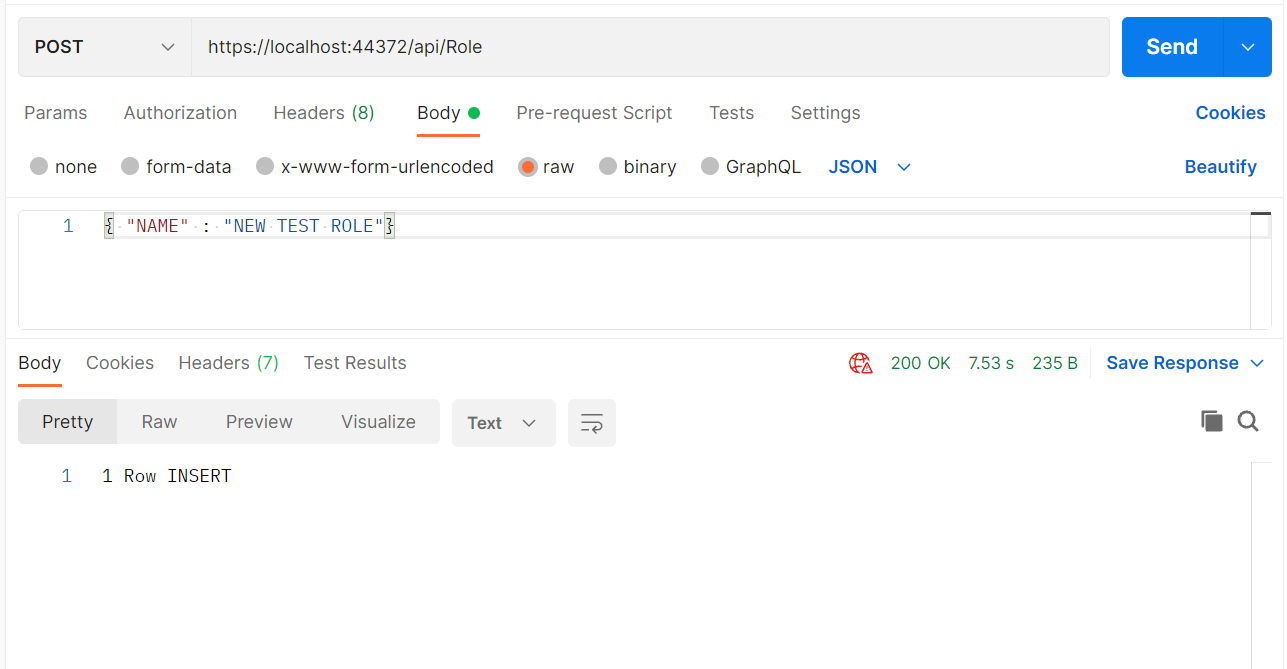 POST https://localhost:44372/api/Role Send
Params Authorization Headers (8) Body Pre-request Script Tests Settings Cookies
none form-data x-www-form-urlencoded raw binary GraphQL JSON Beautify
1 { "NAME" : "NEW TEST ROLE"}
Body Cookies Headers (7) Test Results 200 OK 7.53 s 235 B Save Response
Pretty Raw Preview Visualize Text
1 1 Row INSERT